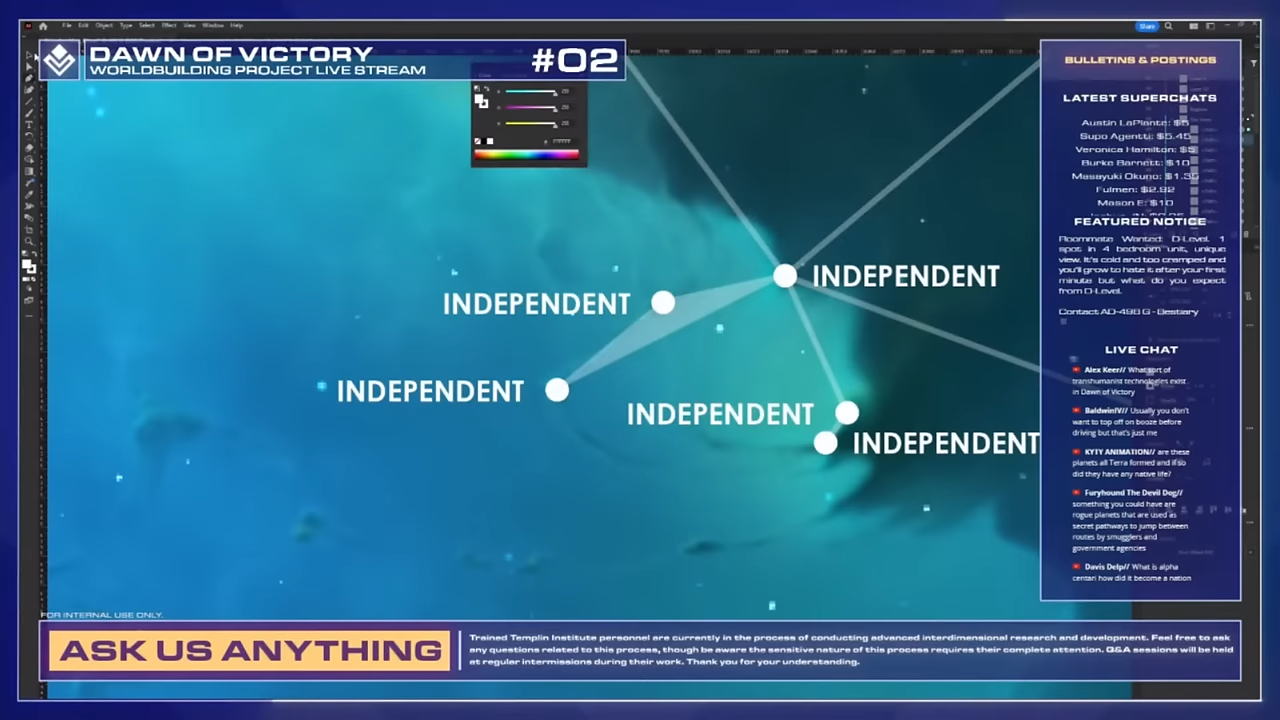 File Edit Object Type Select Effect View Window Help
Share
DAWN OF VICTORY
WORLDBUILDING PROJECT LIVE STREAM
#02
BULLETINS & POSTINGS
LATEST SUPERCHATS
Austin LaPlante: $5
Supo Agentti: $5.45
Veronica Hamilton: $5
Burke Barnett: $10
Masayuki Okuno: $1.35
Fulmen: $2.92
Mason E: $10
FEATURED NOTICE
Roommate Wanted: D-Level. 1
spot in 4 bedroom unit, unique
view. It's cold and too cramped and
you'll grow to hate it after your first
minute but what do you expect
from D-Level.
Contact AD-498 G - Bestiary
LIVE CHAT
Alex Keer// What sort of
transhumanist technologies exist
in Dawn of Victory
BaldwinIV// Usually you don't
want to top off on booze before
driving but that's just me
KYTY ANIMATION// are these
planets all Terra formed and if so
did they have any native life?
Furyhound The Devil Dog//
something you could have are
rogue planets that are used as
secret pathways to jump between
routes by smugglers and
government agencies
Davis Delp// What is alpha
centari how did it become a nation
INDEPENDENT
INDEPENDENT
INDEPENDENT
INDEPENDENT
INDEPENDENT
FOR INTERNAL USE ONLY.
ASK US ANYTHING
Trained Templin Institute personnel are currently in the process of conducting advanced interdimensional research and development. Feel free to ask
any questions related to this process, though be aware the sensitive nature of this process requires their complete attention. Q&A sessions will be held
at regular intermissions during their work. Thank you for your understanding.